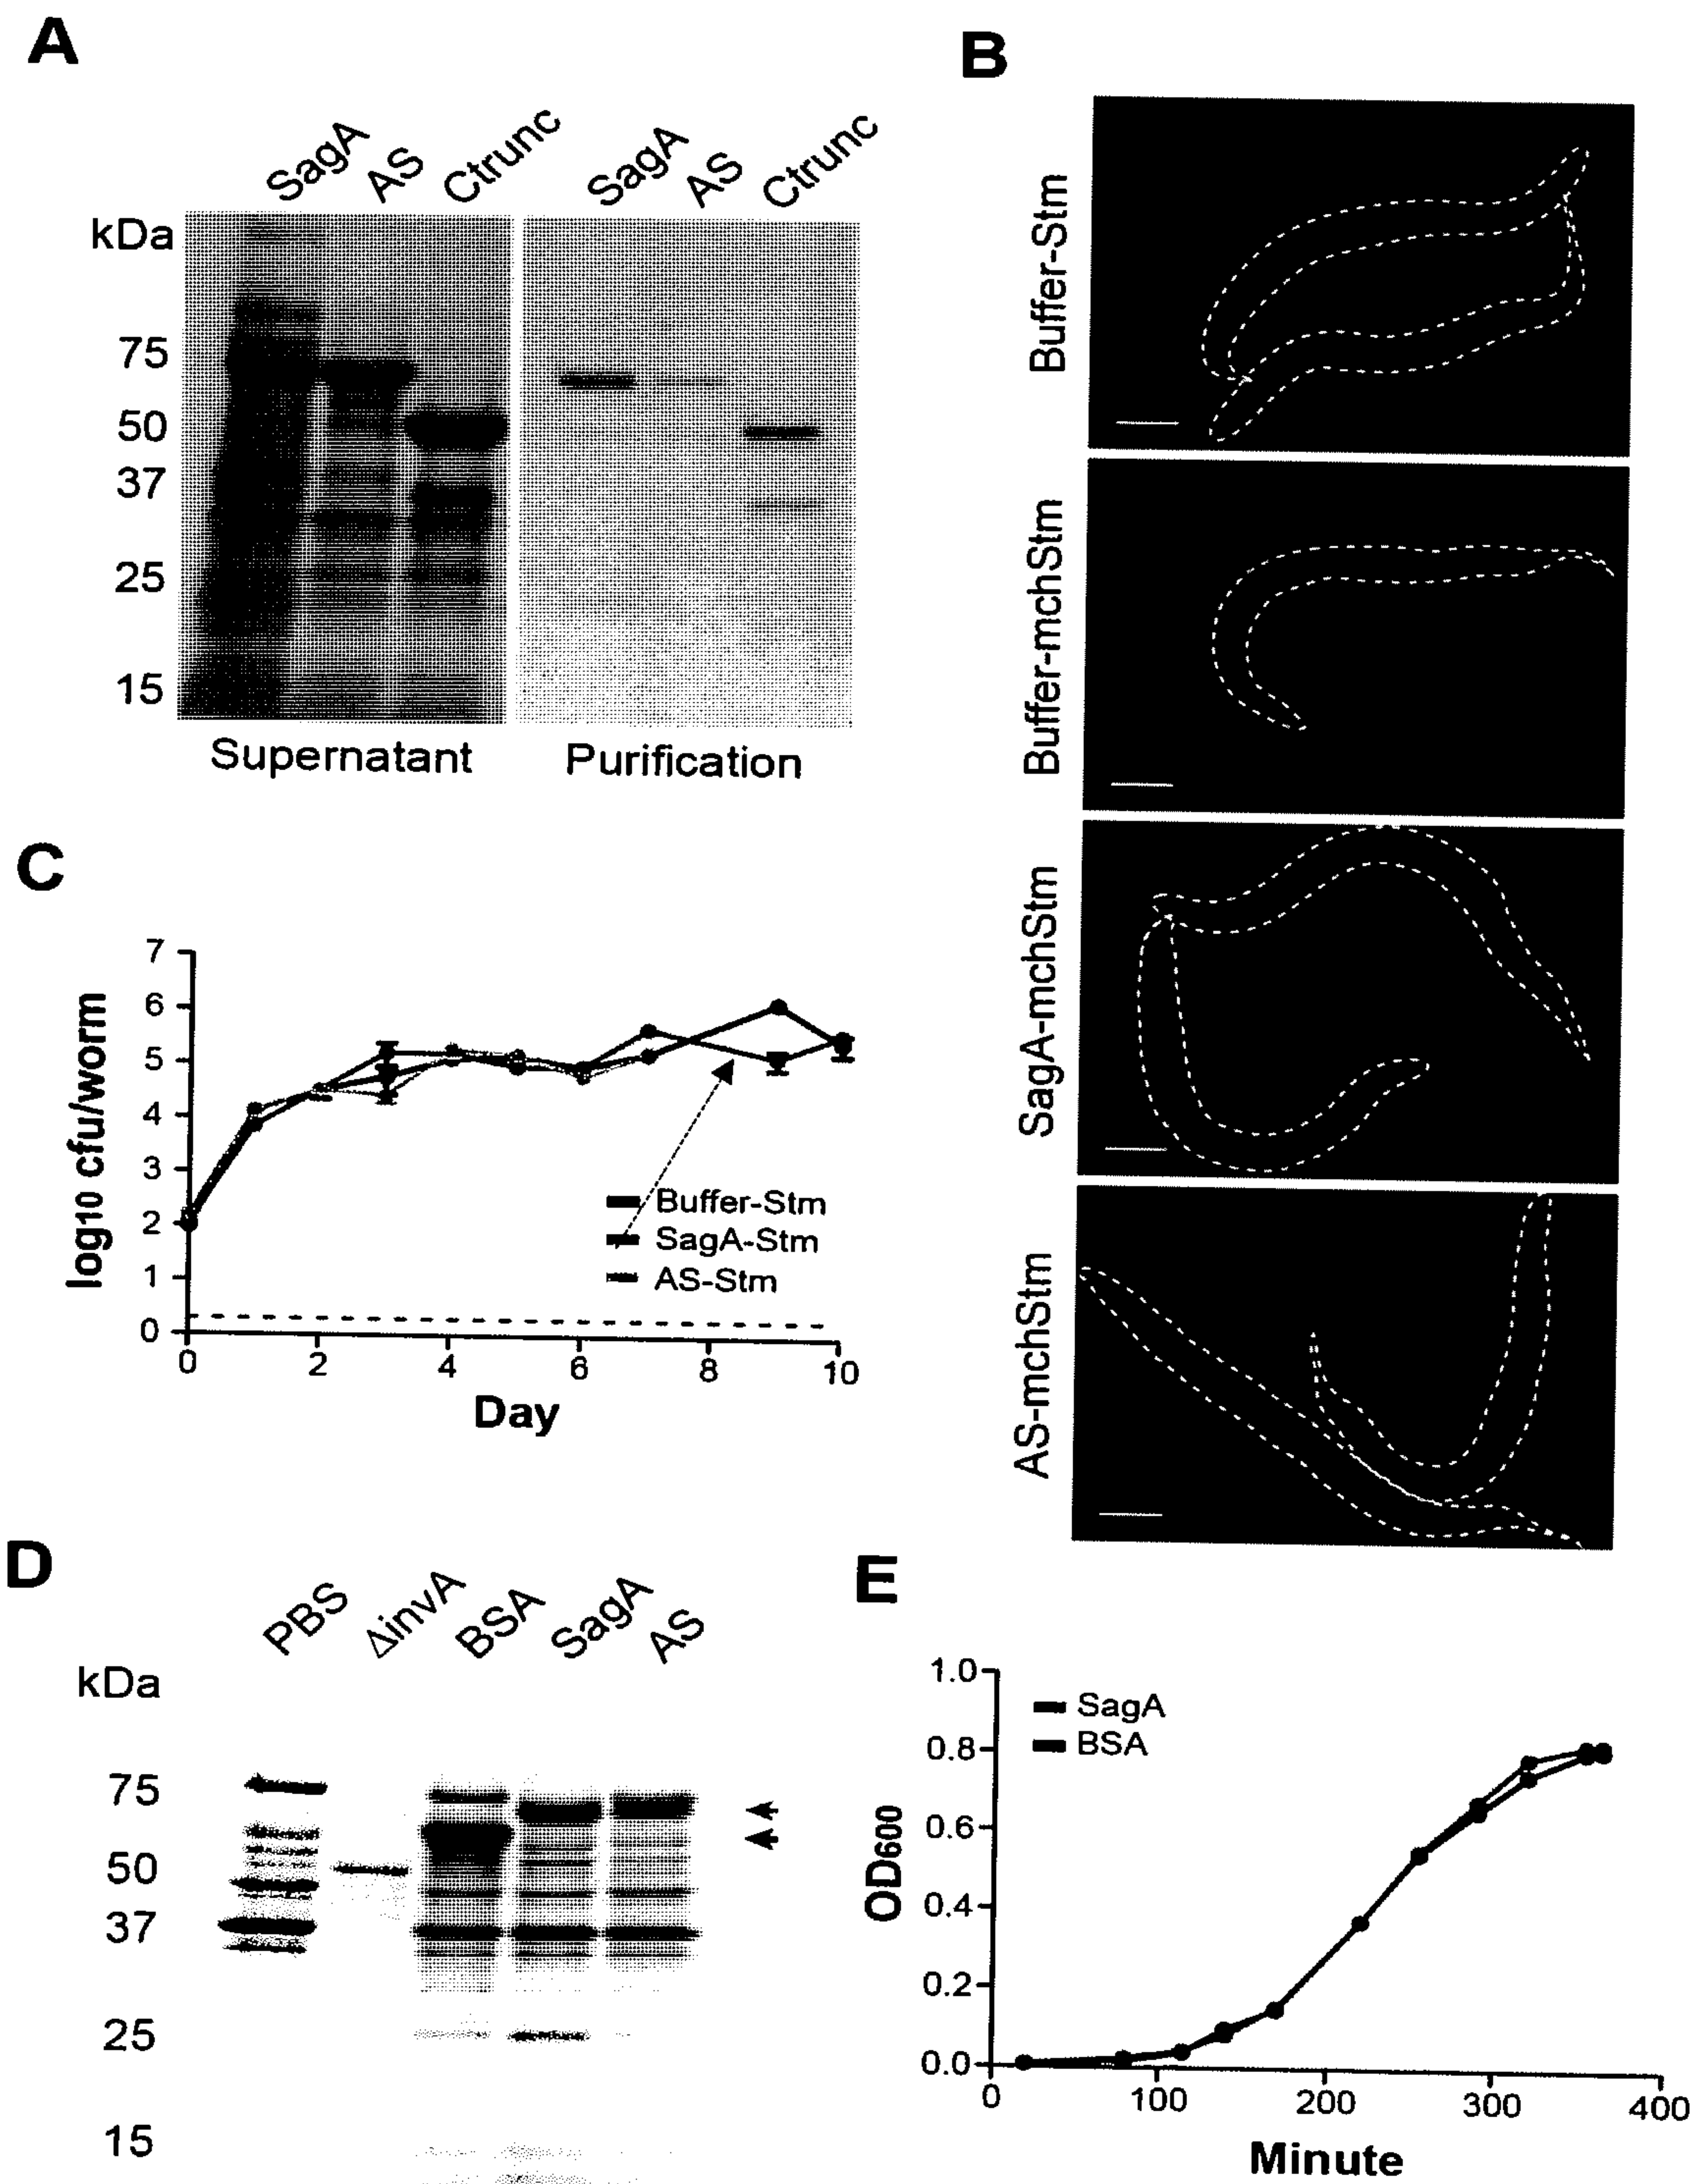 A
SagA AS Ctrunc SagA AS Ctrunc
kDa
75
50
37
25
15
Supernatant Purification
B
Buffer-Stm
Buffer-mchStm
SagA-mchStm
AS-mchStm
C
log10 cfu/worm
7
6
5
4
3
2
1
0
0 2 4 6 8 10
Day
Buffer-Stm
SagA-Stm
AS-Stm
D
PBS ΔinvA BSA SagA AS
kDa
75
50
37
25
15
E
OD600
1.0
0.8
0.6
0.4
0.2
0.0
0 100 200 300 400
Minute
SagA
BSA